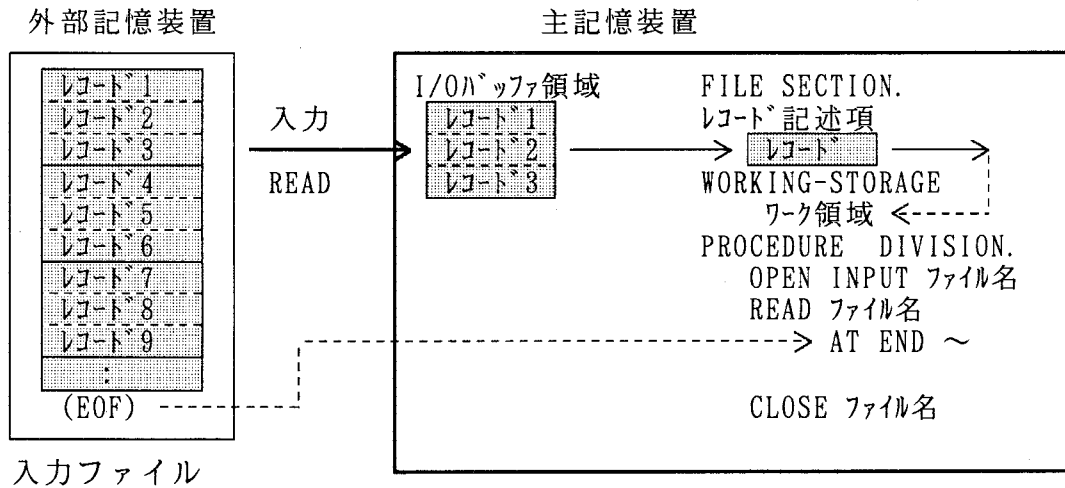 外部記憶装置
主記憶装置
ﾚｺｰﾄﾞ1
ﾚｺｰﾄﾞ2
ﾚｺｰﾄﾞ3
ﾚｺｰﾄﾞ4
ﾚｺｰﾄﾞ5
ﾚｺｰﾄﾞ6
ﾚｺｰﾄﾞ7
ﾚｺｰﾄﾞ8
ﾚｺｰﾄﾞ9
:
(EOF)
入力ファイル
入力
READ
I/Oﾊﾞｯﾌｧ領域
ﾚｺｰﾄﾞ1
ﾚｺｰﾄﾞ2
ﾚｺｰﾄﾞ3
FILE SECTION.
ﾚｺｰﾄﾞ記述項
ﾚｺｰﾄﾞ
WORKING-STORAGE
ﾜｰｸ領域
PROCEDURE DIVISION.
OPEN INPUT ﾌｧｲﾙ名
READ ﾌｧｲﾙ名
AT END ～
CLOSE ﾌｧｲﾙ名